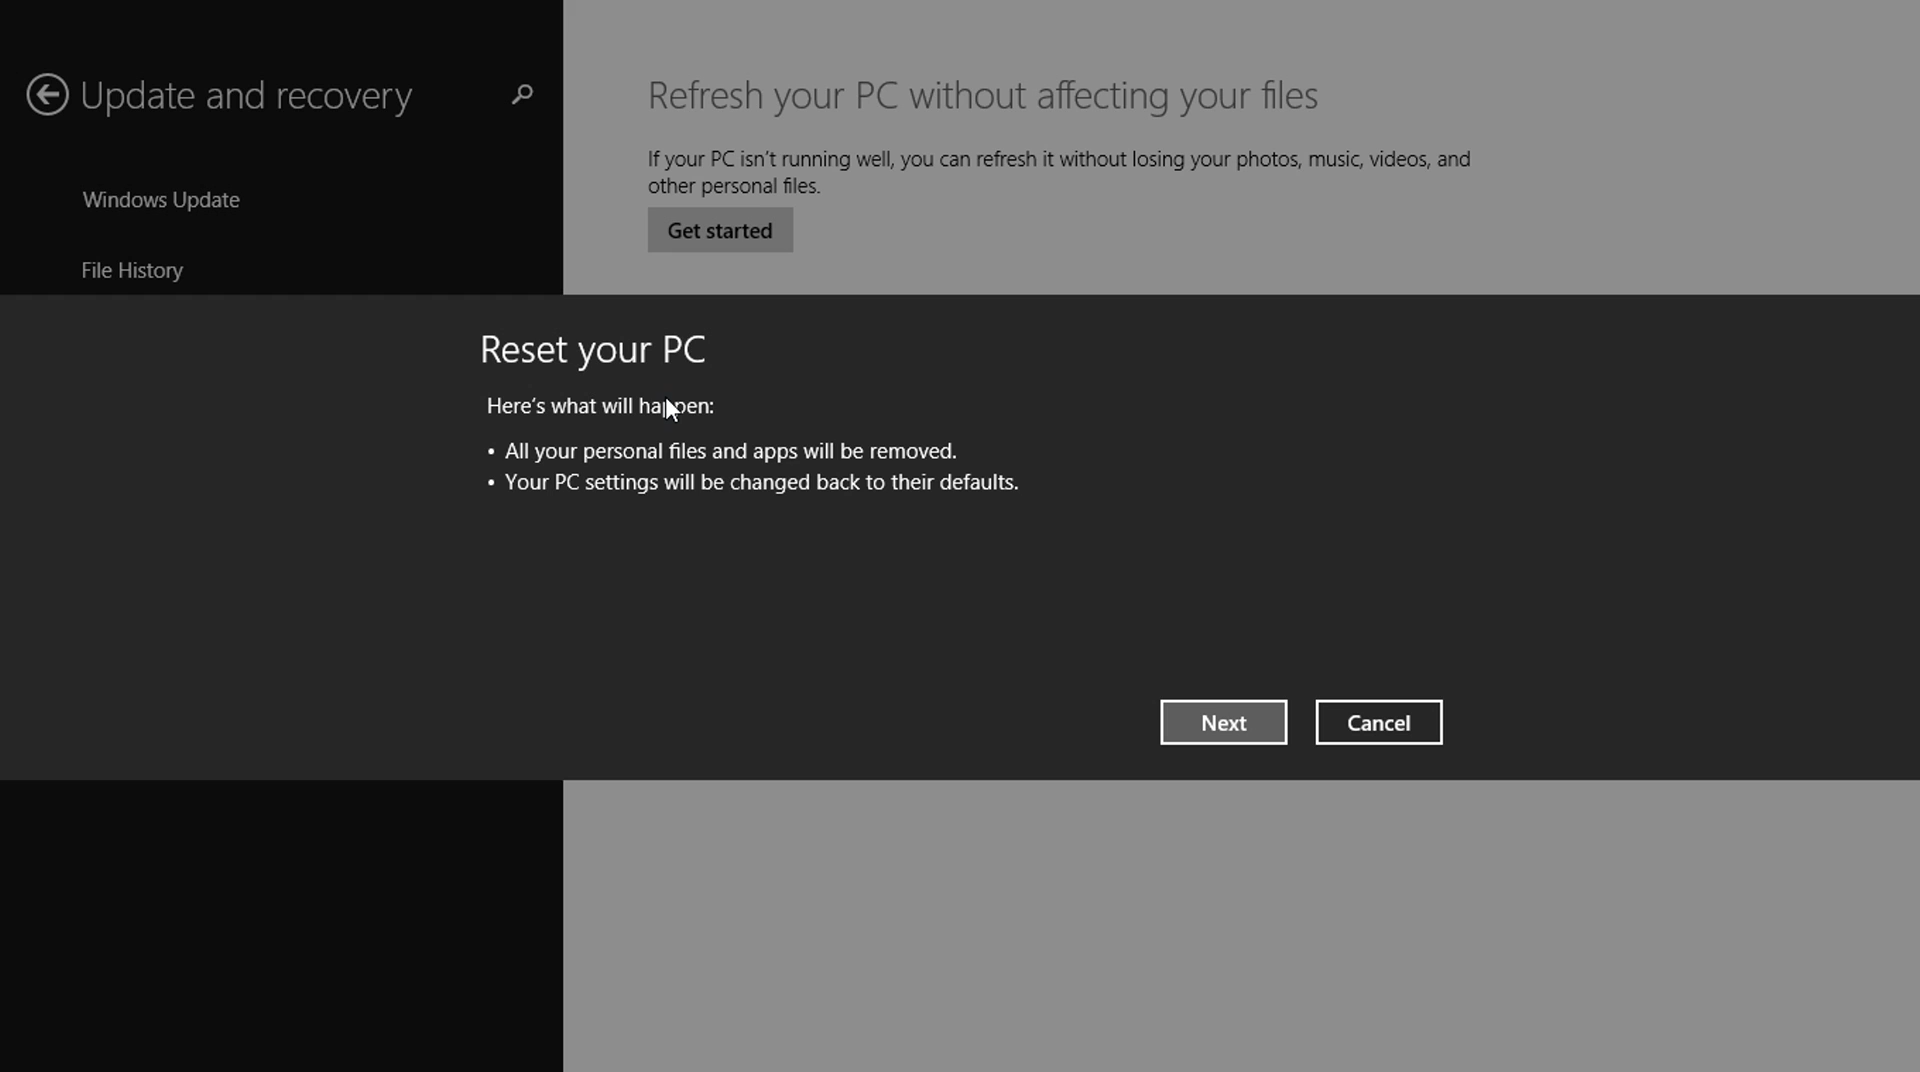 Update and recovery
Windows Update
File History
Refresh your PC without affecting your files
If your PC isn't running well, you can refresh it without losing your photos, music, videos, and
other personal files.
Get started
Reset your PC
Here's what will happen:
• All your personal files and apps will be removed.
• Your PC settings will be changed back to their defaults.
Next
Cancel